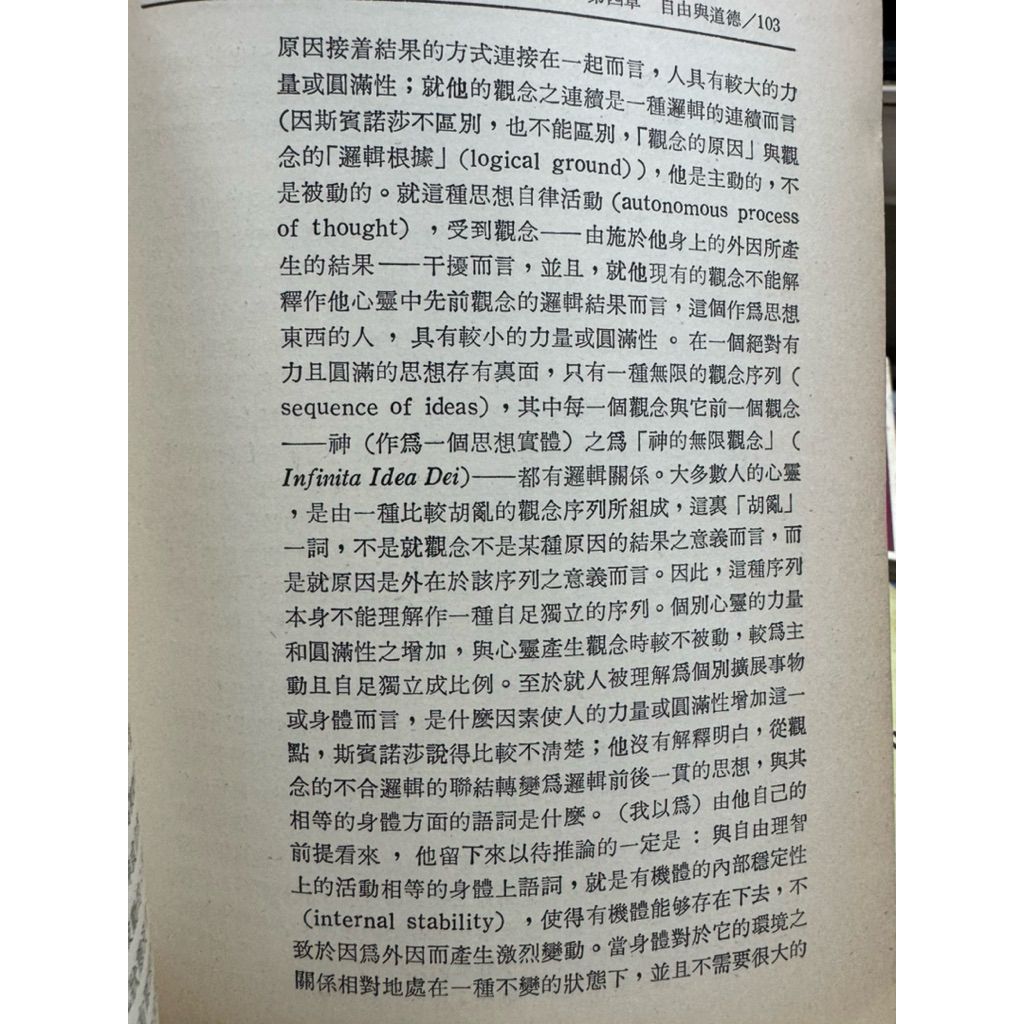 第四章　自由與道德/103
原因接着結果的方式連接在一起而言，人具有較大的力
量或圓滿性；就他的觀念之連續是一種邏輯的連續而言
(因斯賓諾莎不區別，也不能區別，「觀念的原因」與觀
念的「邏輯根據」(logical ground))，他是主動的，不
是被動的。就這種思想自律活動 (autonomous process
of thought) ，受到觀念——由施於他身上的外因所產
生的結果——干擾而言，並且，就他現有的觀念不能解
釋作他心靈中先前觀念的邏輯結果而言，這個作爲思想
東西的人 ， 具有較小的力量或圓滿性 。 在一個絕對有
力且圓滿的思想存有裏面，只有一種無限的觀念序列 (
sequence of ideas)，其中每一個觀念與它前一個觀念
——神（作爲一個思想實體）之爲「神的無限觀念」（
Infinita Idea Dei)——都有邏輯關係。大多數人的心靈
，是由一種比較胡亂的觀念序列所組成，這裏「胡亂」
一詞，不是就觀念不是某種原因的結果之意義而言，而
是就原因是外在於該序列之意義而言。因此，這種序列
本身不能理解作一種自足獨立的序列。個別心靈的力量
和圓滿性之增加，與心靈產生觀念時較不被動，較爲主
動且自足獨立成比例。至於就人被理解爲個別擴展事物
或身體而言，是什麼因素使人的力量或圓滿性增加這一
點，斯賓諾莎說得比較不清楚；他沒有解釋明白，從觀
念的不合邏輯的聯結轉變爲邏輯前後一貫的思想，與其
相等的身體方面的語詞是什麼。（我以爲）由他自己的
前提看來 ， 他留下來以待推論的一定是 ： 與自由理智
上的活動相等的身體上語詞，就是有機體的內部穩定性
（internal stability），使得有機體能够存在下去，不
致於因爲外因而產生激烈變動。當身體對於它的環境之
關係相對地處在一種不變的狀態下，並且不需要很大的